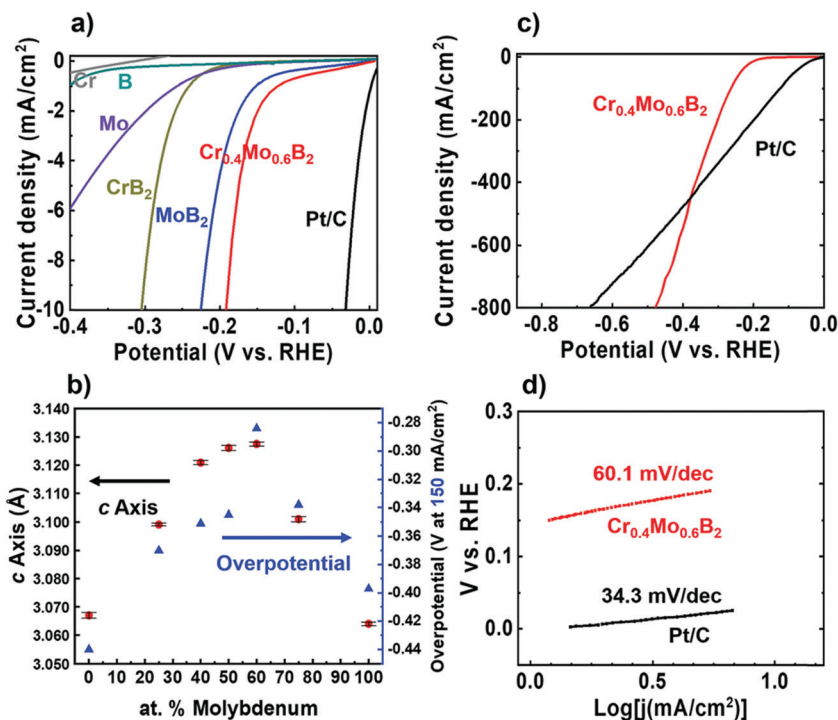 a)
Current density (mA/cm²)
0
-2
-4
-6
-8
-10
Cr
B
Mo
CrB₂
MoB₂
Cr₀.₄Mo₀.₆B₂
Pt/C
-0.4
-0.3
-0.2
-0.1
0.0
Potential (V vs. RHE)
c)
Current density (mA/cm²)
0
-200
-400
-600
-800
Cr₀.₄Mo₀.₆B₂
Pt/C
-0.8
-0.6
-0.4
-0.2
0.0
Potential (V vs. RHE)
b)
c Axis (Å)
3.140
3.130
3.120
3.110
3.100
3.090
3.080
3.070
3.060
3.050
c Axis
Overpotential
-0.28
-0.30
-0.32
-0.34
-0.36
-0.38
-0.40
-0.42
-0.44
Overpotential (V at 150 mA/cm²)
0 10 20 30 40 50 60 70 80 90 100
at. % Molybdenum
d)
V vs. RHE
0.3
0.2
0.1
0.0
60.1 mV/dec
Cr₀.₄Mo₀.₆B₂
34.3 mV/dec
Pt/C
0.0
0.5
1.0
Log[j(mA/cm²)]